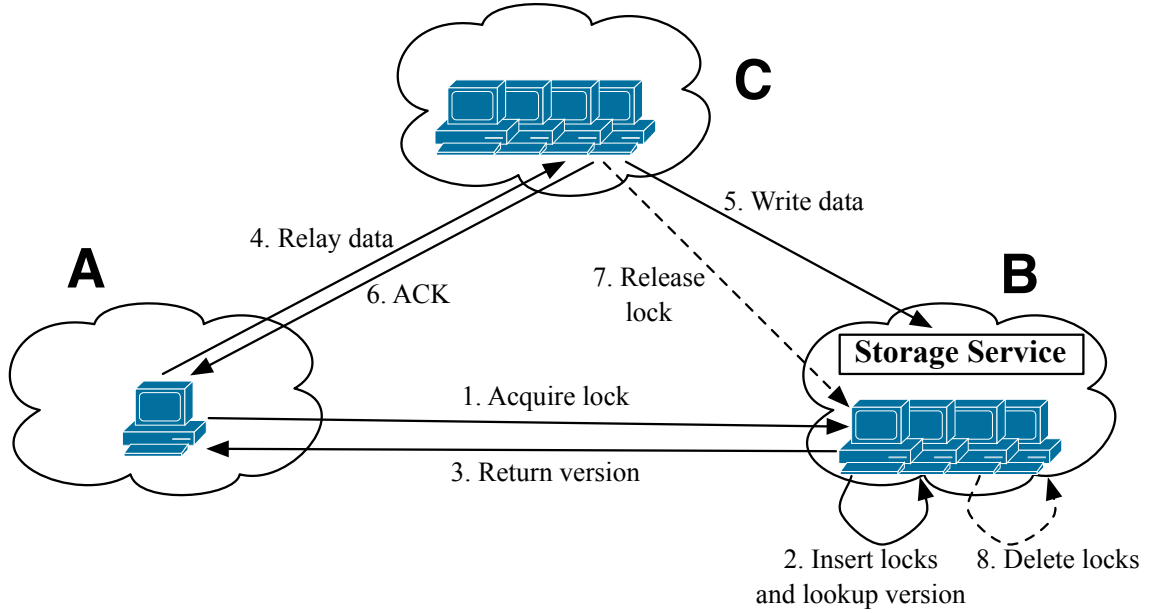 C
5. Write data
4. Relay data
A
6. ACK
7. Release
lock
B
Storage Service
1. Acquire lock
3. Return version
2. Insert locks
and lookup version
8. Delete locks